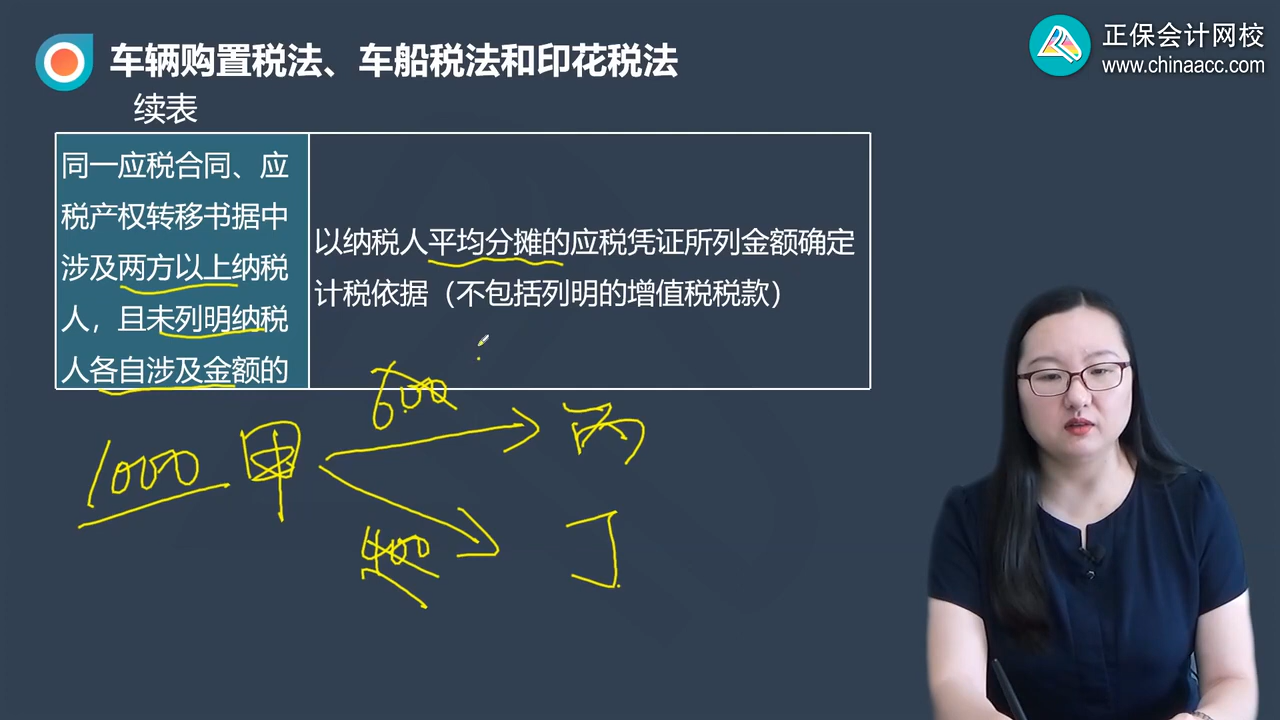 车辆购置税法、车船税法和印花税法
正保会计网校
www.chinaacc.com
续表
同一应税合同、应
税产权转移书据中
涉及两方以上纳税
人，且未列明纳税
人各自涉及金额的
以纳税人平均分摊的应税凭证所列金额确定
计税依据（不包括列明的增值税税款）
600
1000 甲
丙
400
丁